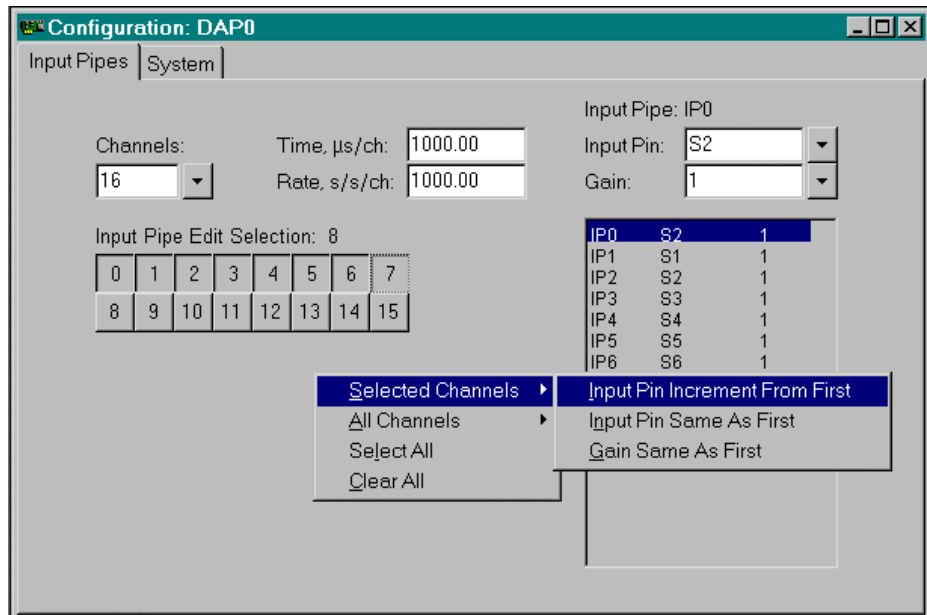 Configuration: DAP0
Input Pipes System
Input Pipe: IP0
Channels: Time, µs/ch: 1000.00 Input Pin: S2
16 Rate, s/s/ch: 1000.00 Gain: 1
Input Pipe Edit Selection: 8
0 1 2 3 4 5 6 7
8 9 10 11 12 13 14 15
IP0 S2 1
IP1 S1 1
IP2 S2 1
IP3 S3 1
IP4 S4 1
IP5 S5 1
IP6 S6 1
Selected Channels
All Channels
Select All
Clear All
Input Pin Increment From First
Input Pin Same As First
Gain Same As First